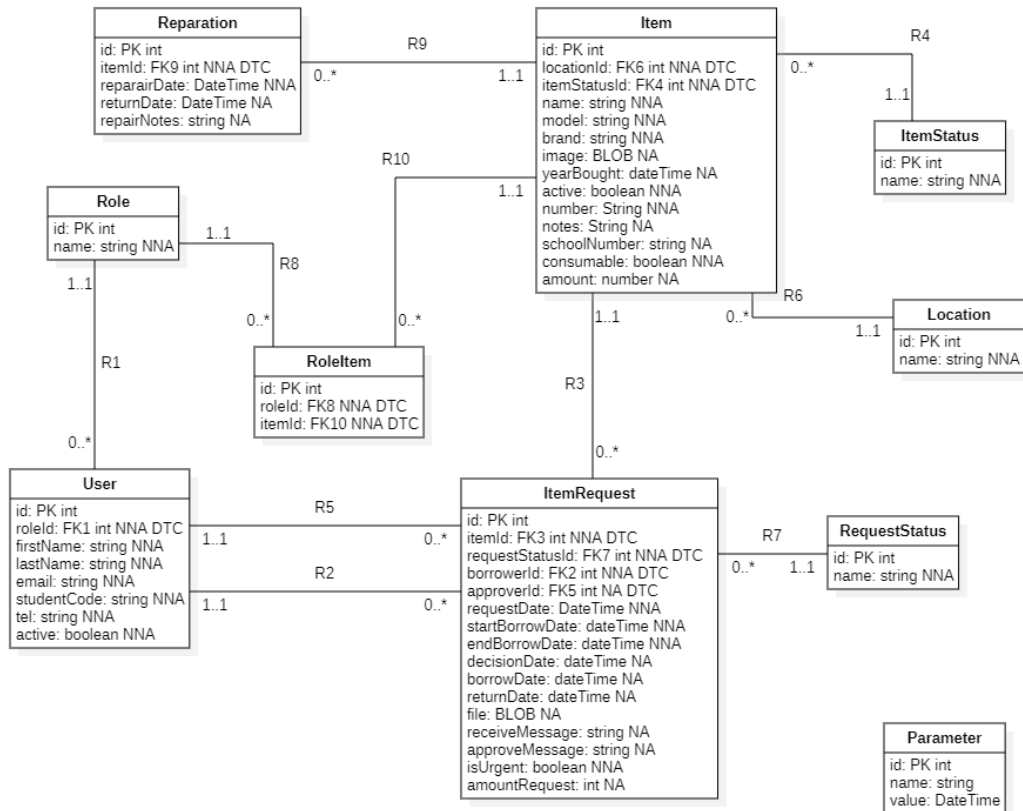 Reparation
id: PK int
itemId: FK9 int NNA DTC
reparairDate: DateTime NNA
returnDate: DateTime NA
repairNotes: string NA
R9
0..*
1..1
Item
id: PK int
locationId: FK6 int NNA DTC
itemStatusId: FK4 int NNA DTC
name: string NNA
model: string NNA
brand: string NNA
image: BLOB NA
yearBought: dateTime NA
active: boolean NNA
number: String NNA
notes: String NA
schoolNumber: string NA
consumable: boolean NNA
amount: number NA
R4
0..*
1..1
ItemStatus
id: PK int
name: string NNA
R10
1..1
0..*
Role
id: PK int
name: string NNA
1..1
R8
0..*
1..1
R1
0..*
RoleItem
id: PK int
roleId: FK8 NNA DTC
itemId: FK10 NNA DTC
R6
0..*
1..1
Location
id: PK int
name: string NNA
1..1
R3
0..*
User
id: PK int
roleId: FK1 int NNA DTC
firstName: string NNA
lastName: string NNA
email: string NNA
studentCode: string NNA
tel: string NNA
active: boolean NNA
R5
1..1
0..*
R2
1..1
0..*
ItemRequest
id: PK int
itemId: FK3 int NNA DTC
requestStatusId: FK7 int NNA DTC
borrowerId: FK2 int NNA DTC
approverId: FK5 int NA DTC
requestDate: DateTime NNA
startBorrowDate: dateTime NNA
endBorrowDate: dateTime NNA
decisionDate: dateTime NA
borrowDate: dateTime NA
returnDate: dateTime NA
file: BLOB NA
receiveMessage: string NA
approveMessage: string NA
isUrgent: boolean NNA
amountRequest: int NA
R7
0..*
1..1
RequestStatus
id: PK int
name: string NNA
Parameter
id: PK int
name: string
value: DateTime